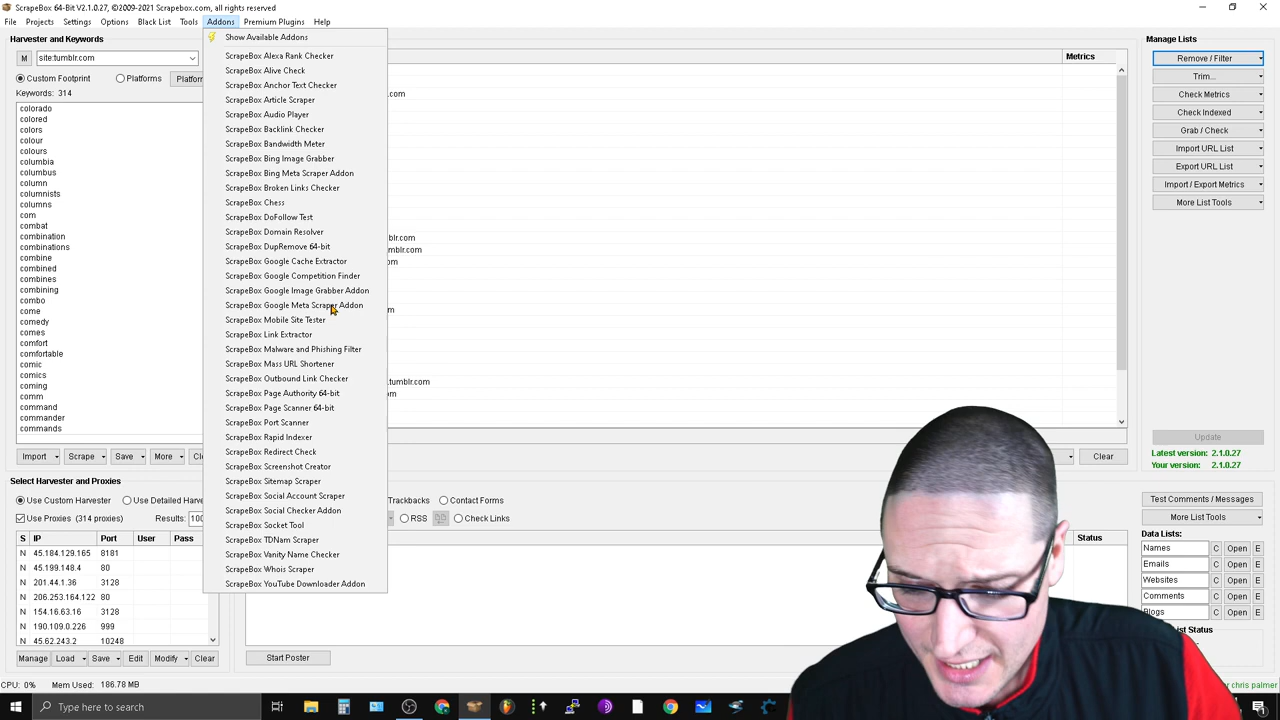 ScrapeBox 64-Bit V2.1.0.27, ©2009-2021 Scrapebox.com, all rights reserved
File Projects Settings Options Black List Tools Addons Premium Plugins Help
Harvester and Keywords
M site:tumblr.com
Custom Footprint Platforms
Keywords: 314
colorado
colored
colors
colour
colours
columbia
columbus
column
columnists
columns
com
combat
combination
combinations
combine
combined
combines
combining
combo
come
comedy
comes
comfort
comfortable
comic
comics
coming
comm
command
commander
commands
Import Scrape Save More
Show Available Addons
ScrapeBox Alexa Rank Checker
ScrapeBox Alive Check
ScrapeBox Anchor Text Checker
ScrapeBox Article Scraper
ScrapeBox Audio Player
ScrapeBox Backlink Checker
ScrapeBox Bandwidth Meter
ScrapeBox Bing Image Grabber
ScrapeBox Bing Meta Scraper Addon
ScrapeBox Broken Links Checker
ScrapeBox Chess
ScrapeBox DoFollow Test
ScrapeBox Domain Resolver
ScrapeBox DupRemove 64-bit
ScrapeBox Google Cache Extractor
ScrapeBox Google Competition Finder
ScrapeBox Google Image Grabber Addon
ScrapeBox Google Meta Scraper Addon
ScrapeBox Mobile Site Tester
ScrapeBox Link Extractor
ScrapeBox Malware and Phishing Filter
ScrapeBox Mass URL Shortener
ScrapeBox Outbound Link Checker
ScrapeBox Page Authority 64-bit
ScrapeBox Page Scanner 64-bit
ScrapeBox Port Scanner
ScrapeBox Rapid Indexer
ScrapeBox Redirect Check
ScrapeBox Screenshot Creator
ScrapeBox Sitemap Scraper
ScrapeBox Social Account Scraper
ScrapeBox Social Checker Addon
ScrapeBox Socket Tool
ScrapeBox TDNam Scraper
ScrapeBox Vanity Name Checker
ScrapeBox Whois Scraper
ScrapeBox YouTube Downloader Addon
Metrics
.com
tumblr.com
Clear
Manage Lists
Remove / Filter
Trim...
Check Metrics
Check Indexed
Grab / Check
Import URL List
Export URL List
Import / Export Metrics
More List Tools
Update
Latest version: 2.1.0.27
Your version: 2.1.0.27
Select Harvester and Proxies
Use Custom Harvester Use Detailed
Use Proxies (314 proxies) Results:
S IP Port User Pass
N 45.184.129.165 8181
N 45.199.148.4 80
N 201.44.1.36 3128
N 206.253.164.122 80
N 154.16.63.16 3128
N 190.109.0.226 999
N 45.62.243.2 10248
Manage Load Save Edit Modify Clear
Trackbacks Contact Forms
RSS Check Links
Status
Start Poster
Test Comments / Messages
More List Tools
Data Lists:
Names C Open E
Emails C Open E
Websites C Open E
Comments C Open E
Blogs C Open E
Status
CPU: 0% Mem Used: 186.78 MB
chris palmer
Type here to search